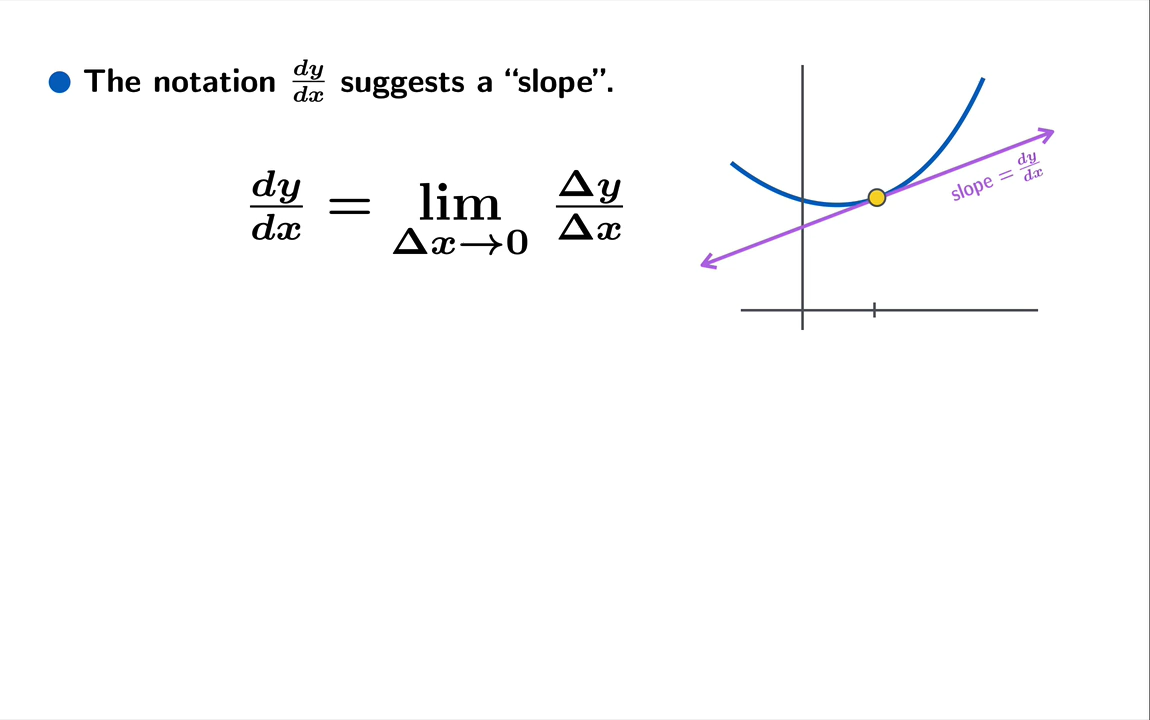 The notation dy/dx suggests a “slope”.
dy/dx = lim Δx→0 Δy/Δx
slope = dy/dx